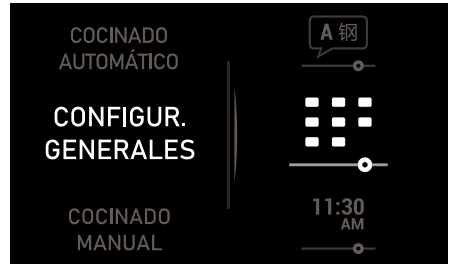 COCINADO
AUTOMÁTICO
CONFIGUR.
GENERALES
COCINADO
MANUAL
A 钢
11:30
AM